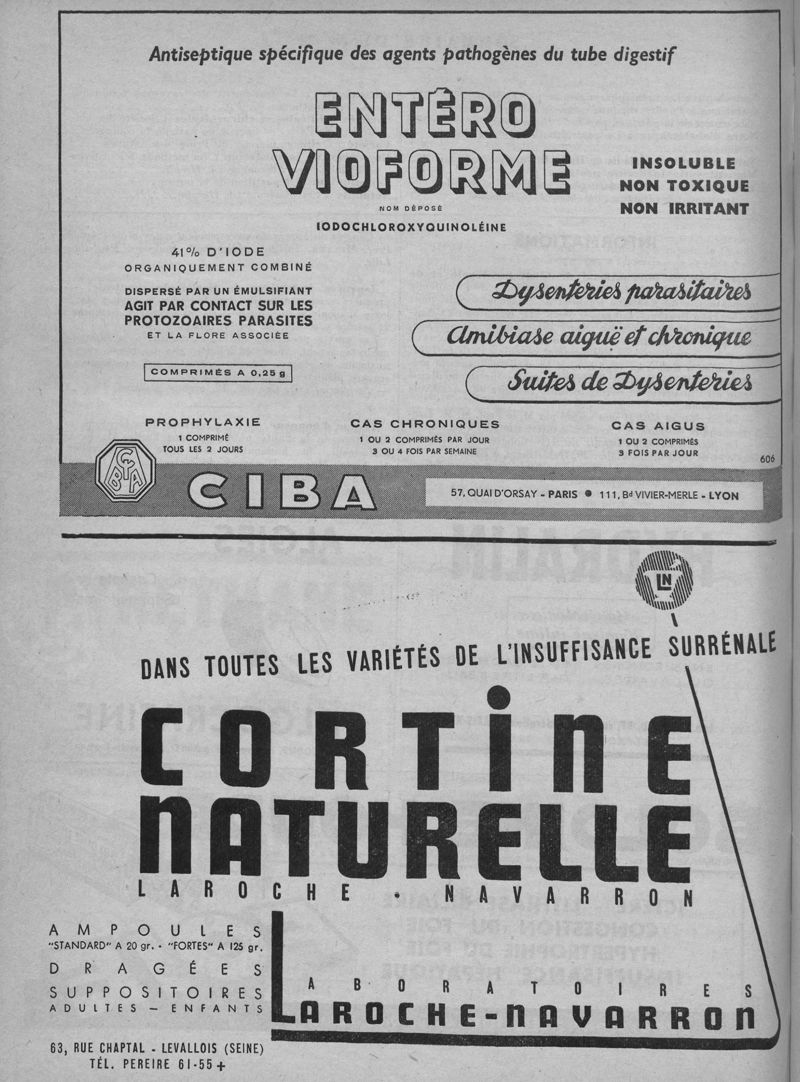 Antiseptique spécifique des agents pathogènes du tube digestif
ENTÉRO
VIOFORME
NOM DÉPOSÉ
IODOCHLOROXYQUINOLÉINE
INSOLUBLE
NON TOXIQUE
NON IRRITANT
41% D'IODE
ORGANIQUEMENT COMBINÉ
DISPERSÉ PAR UN ÉMULSIFIANT
AGIT PAR CONTACT SUR LES
PROTOZOAIRES PARASITES
ET LA FLORE ASSOCIÉE
COMPRIMÉS A 0,25 g
Dysenteries parasitaires
Amibiase aiguë et chronique
Suites de Dysenteries
PROPHYLAXIE
1 COMPRIMÉ
TOUS LES 2 JOURS
CAS CHRONIQUES
1 OU 2 COMPRIMÉS PAR JOUR
3 OU 4 FOIS PAR SEMAINE
CAS AIGUS
1 OU 2 COMPRIMÉS
3 FOIS PAR JOUR
606
CIBA
CIBA
57, QUAI D'ORSAY - PARIS ● 111, Bd VIVIER-MERLE - LYON
LN
DANS TOUTES LES VARIÉTÉS DE L'INSUFFISANCE SURRÉNALE
CORTiNE
NATURELLE
LAROCHE - NAVARRON
AMPOULES
"STANDARD" A 20 gr. - "FORTES" A 125 gr.
DRAGÉES
SUPPOSITOIRES
ADULTES - ENFANTS
LABORATOIRES
LAROCHE-NAVARRON
63, RUE CHAPTAL - LEVALLOIS (SEINE)
TÉL. PEREIRE 61-55 +